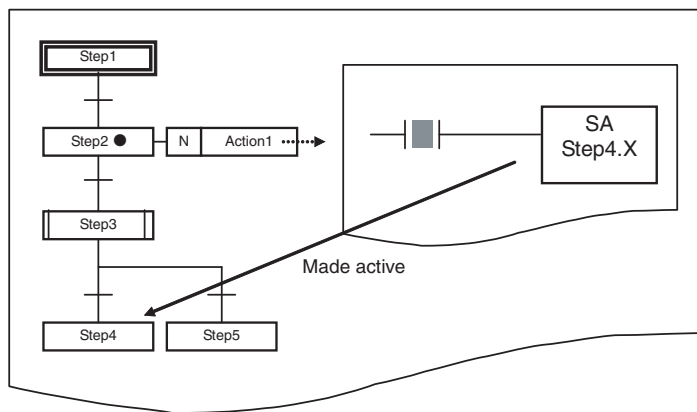 Step1
Step2
N
Action1
SA
Step4.X
Step3
Made active
Step4
Step5